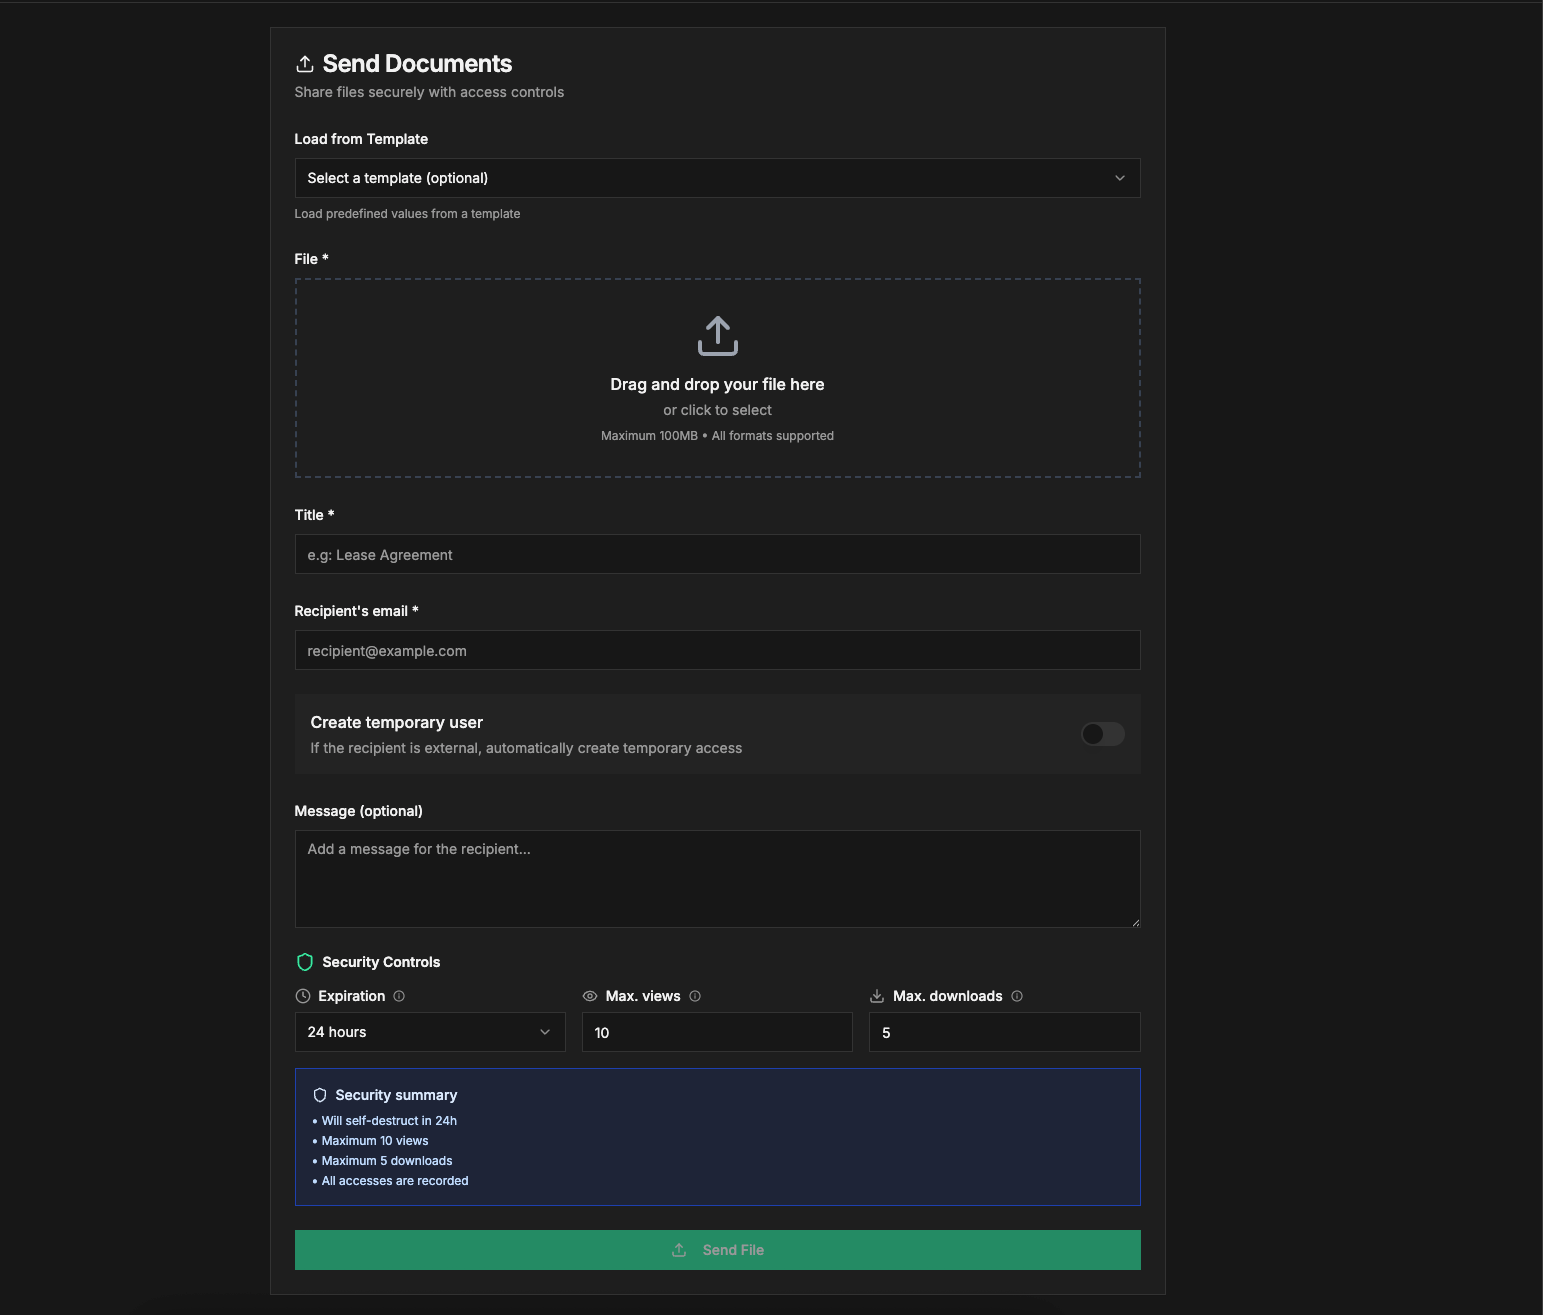 Send Documents
Share files securely with access controls
Load from Template
Select a template (optional)
Load predefined values from a template
File *
Drag and drop your file here
or click to select
Maximum 100MB • All formats supported
Title *
e.g: Lease Agreement
Recipient's email *
recipient@example.com
Create temporary user
If the recipient is external, automatically create temporary access
Message (optional)
Add a message for the recipient...
Security Controls
Expiration Max. views Max. downloads
24 hours 10 5
Security summary
• Will self-destruct in 24h
• Maximum 10 views
• Maximum 5 downloads
• All accesses are recorded
Send File